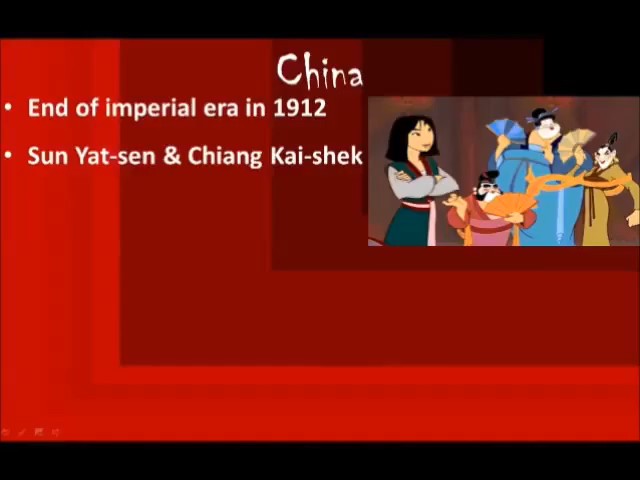 China
• End of imperial era in 1912
• Sun Yat-sen & Chiang Kai-shek